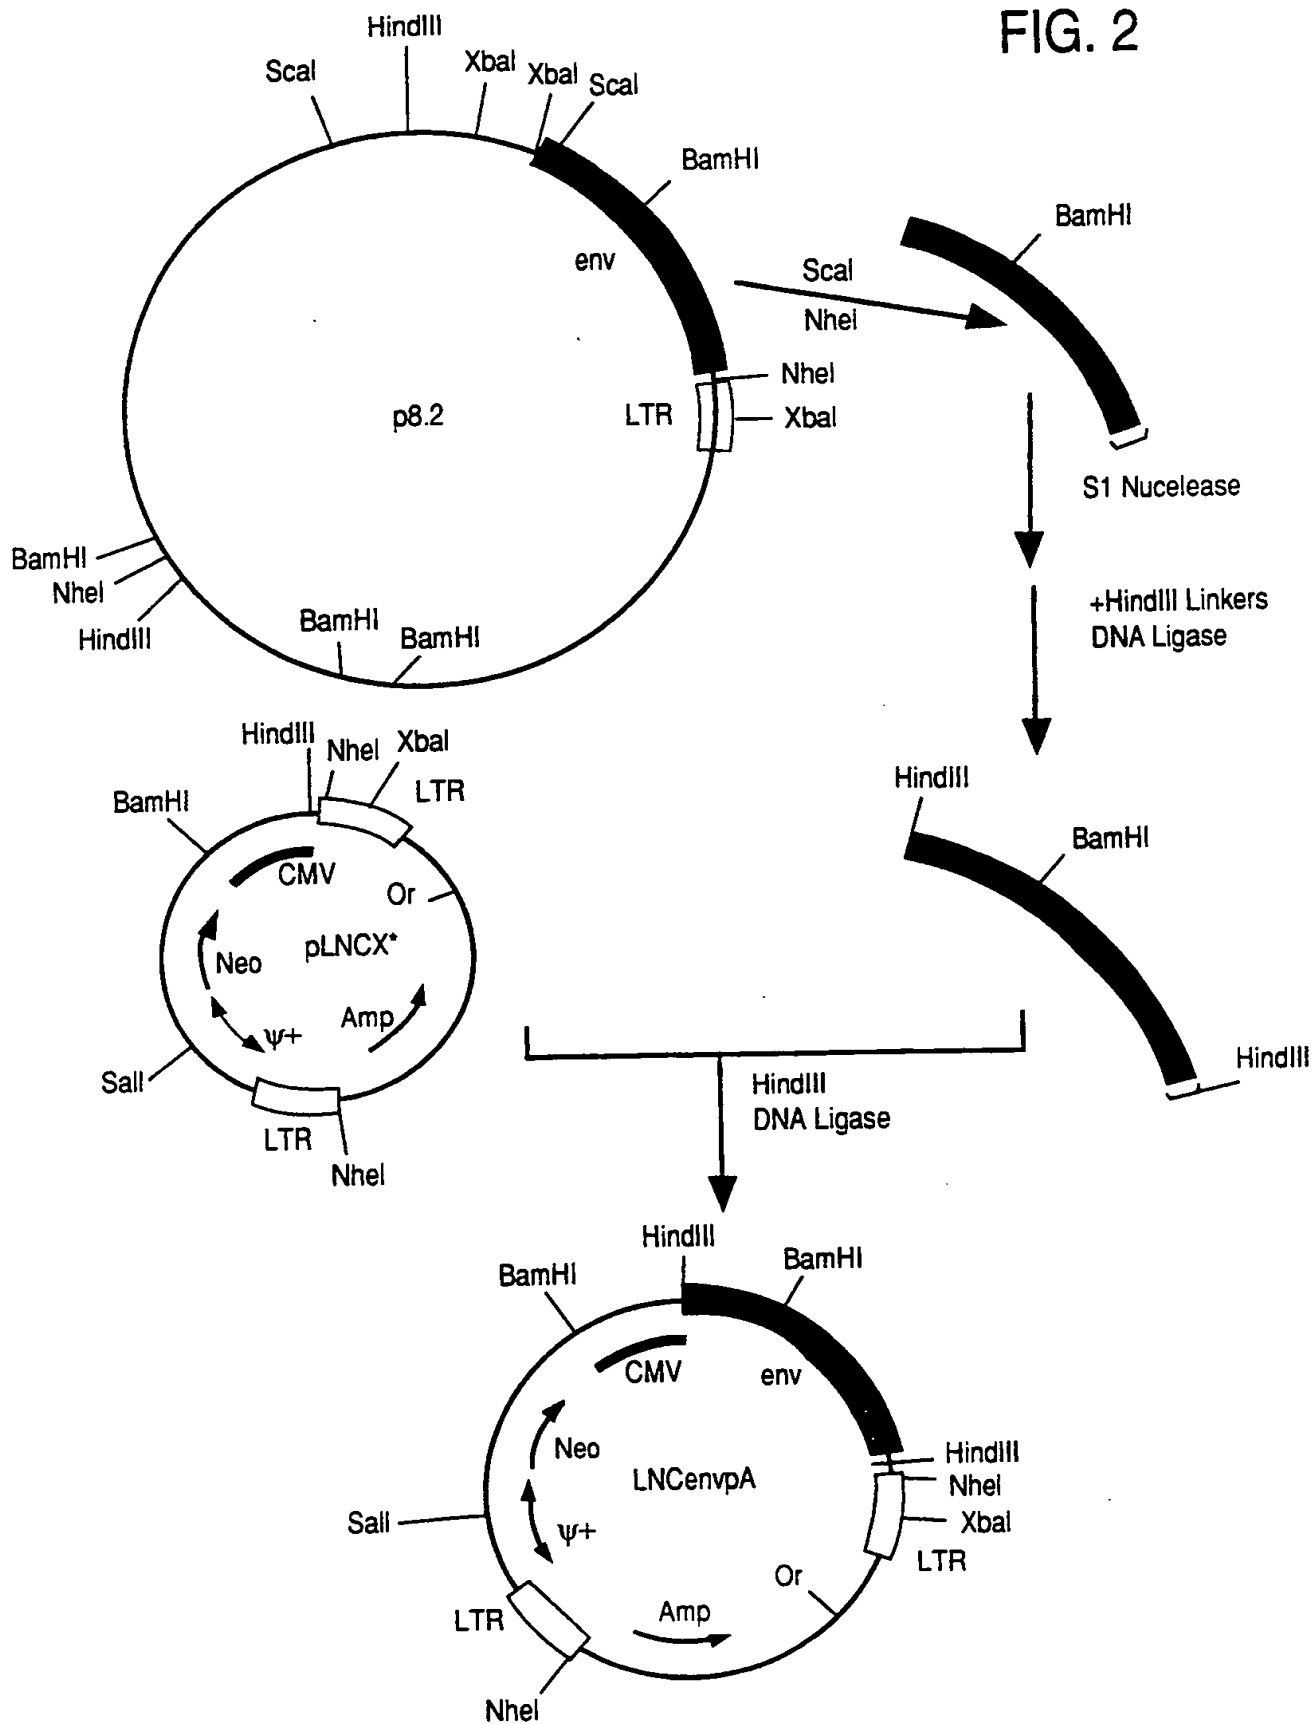 FIG. 2
HindIII
ScaI
XbaI
XbaI
ScaI
BamHI
env
p8.2
LTR
NheI
XbaI
BamHI
NheI
HindIII
BamHI
BamHI
ScaI
NheI
BamHI
S1 Nucelease
+HindIII Linkers
DNA Ligase
HindIII
BamHI
HindIII
HindIII
NheI
XbaI
LTR
BamHI
CMV
Or
pLNCX*
Neo
Amp
ψ+
SalI
LTR
NheI
HindIII
DNA Ligase
HindIII
BamHI
BamHI
CMV
env
Neo
LNCenvpA
HindIII
NheI
XbaI
LTR
SalI
ψ+
Or
LTR
Amp
NheI